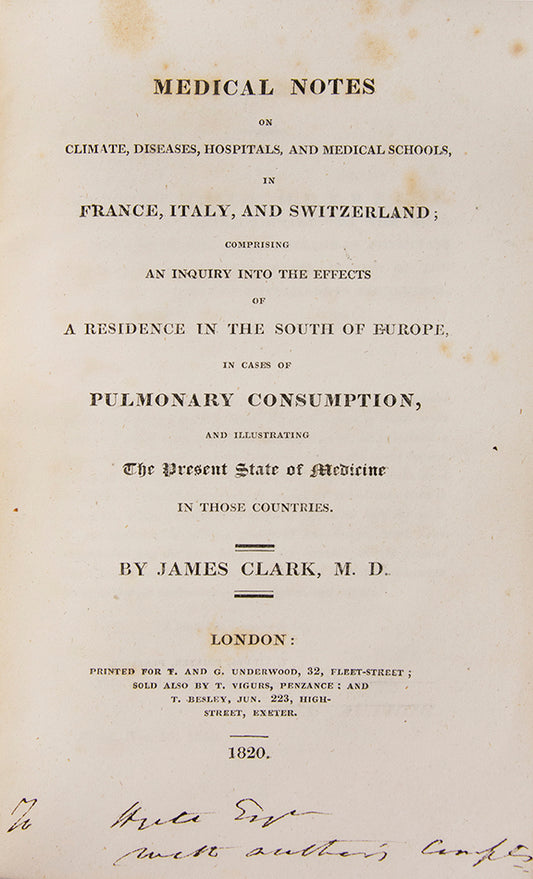 MEDICAL NOTES
ON
CLIMATE, DISEASES, HOSPITALS, AND MEDICAL SCHOOLS,
IN
FRANCE, ITALY, AND SWITZERLAND;
COMPRISING
AN INQUIRY INTO THE EFFECTS
OF
A RESIDENCE IN THE SOUTH OF EUROPE,
IN CASES OF
PULMONARY CONSUMPTION,
AND ILLUSTRATING
The Present State of Medicine
IN THOSE COUNTRIES.
BY JAMES CLARK, M. D.
LONDON:
PRINTED FOR T. AND G. UNDERWOOD, 32, FLEET-STREET;
SOLD ALSO BY T. VIGURS, PENZANCE; AND
T. BESLEY, JUN. 223, HIGH-
STREET, EXETER.
1820.
To Esqr
with author's Complts